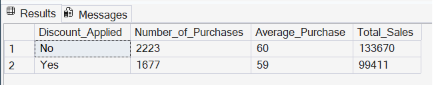 Results Messages
Discount_Applied Number_of_Purchases Average_Purchase Total_Sales
1 No 2223 60 133670
2 Yes 1677 59 99411